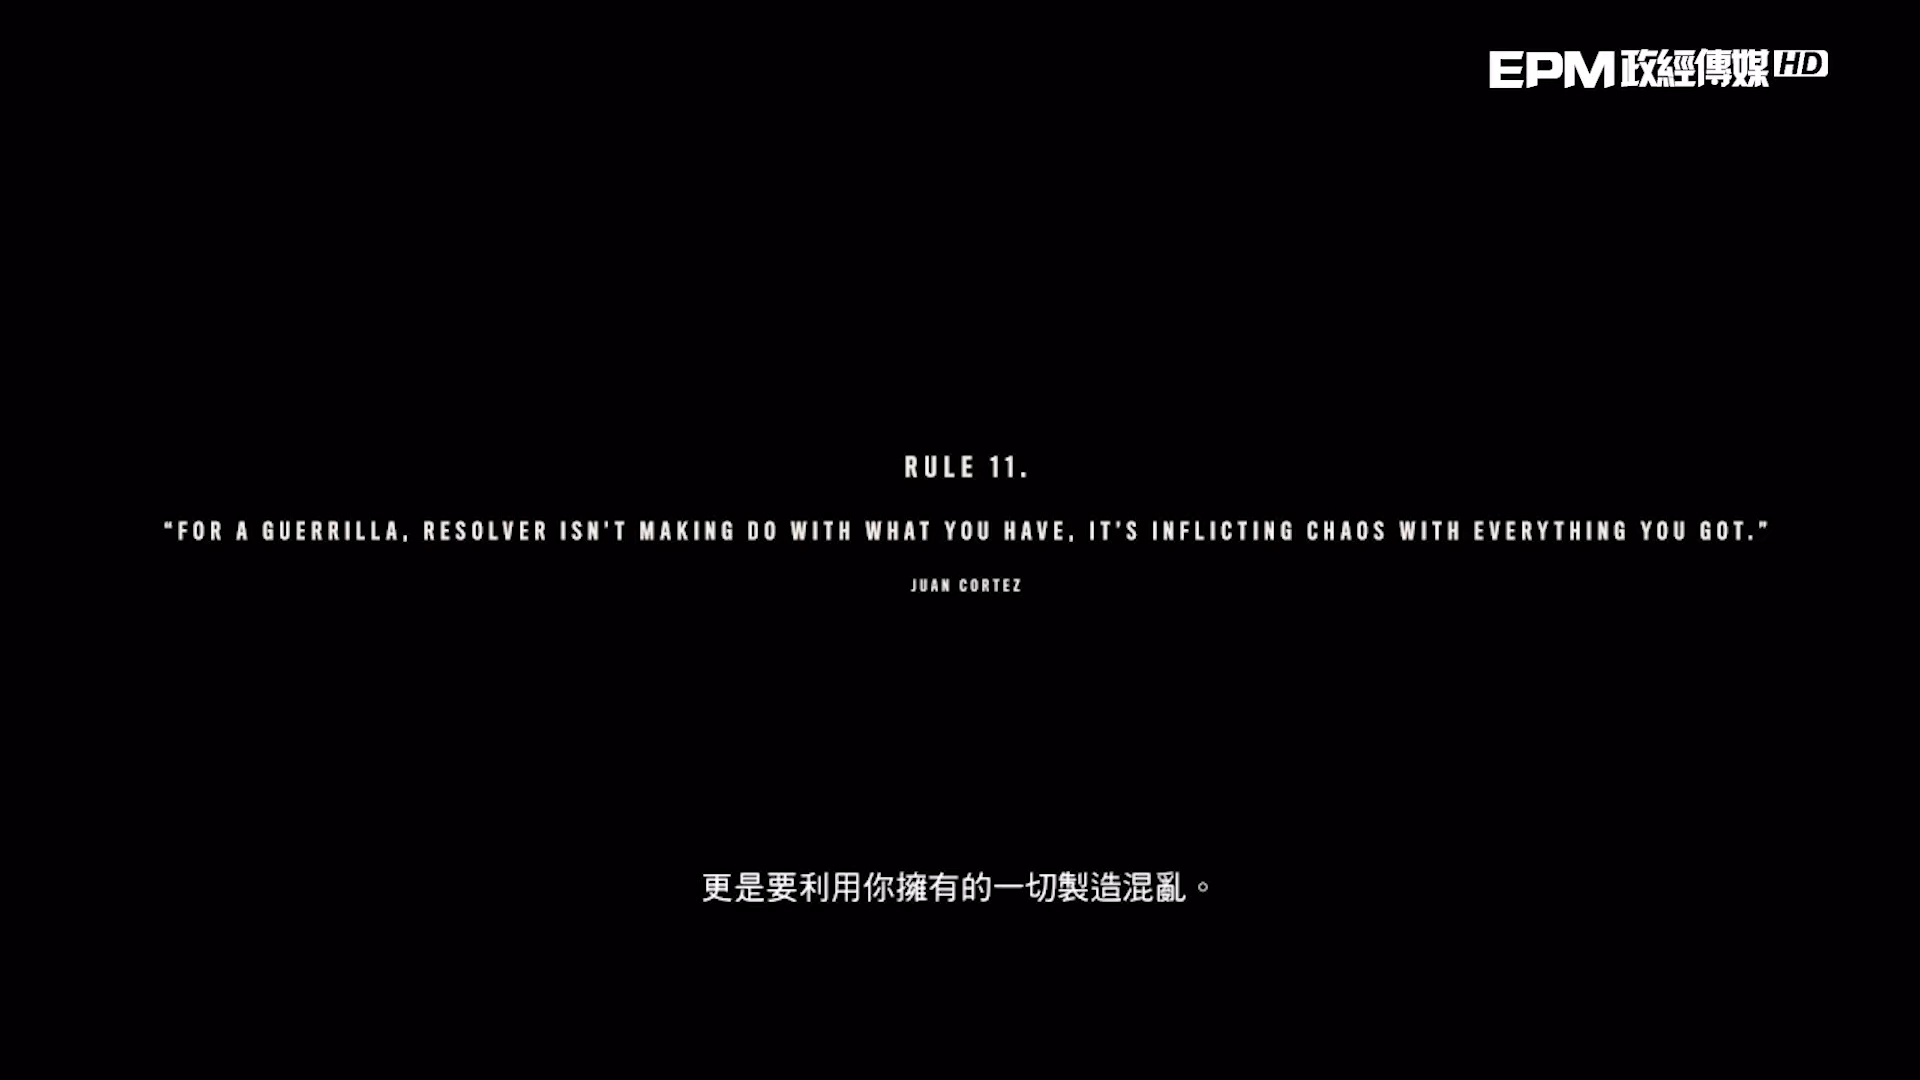 EPM政經傳媒HD
RULE 11.
“FOR A GUERRILLA, RESOLVER ISN'T MAKING DO WITH WHAT YOU HAVE, IT'S INFLICTING CHAOS WITH EVERYTHING YOU GOT.”
JUAN CORTEZ
更是要利用你擁有的一切製造混亂。